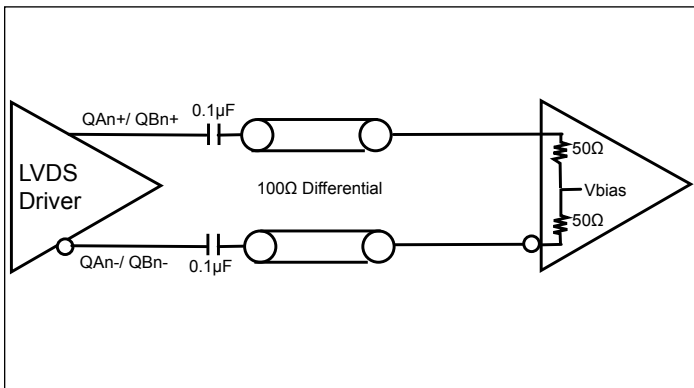 QAn+/ QBn+
0.1µF
50Ω
LVDS
Driver
100Ω Differential
Vbias
50Ω
QAn-/ QBn-
0.1µF